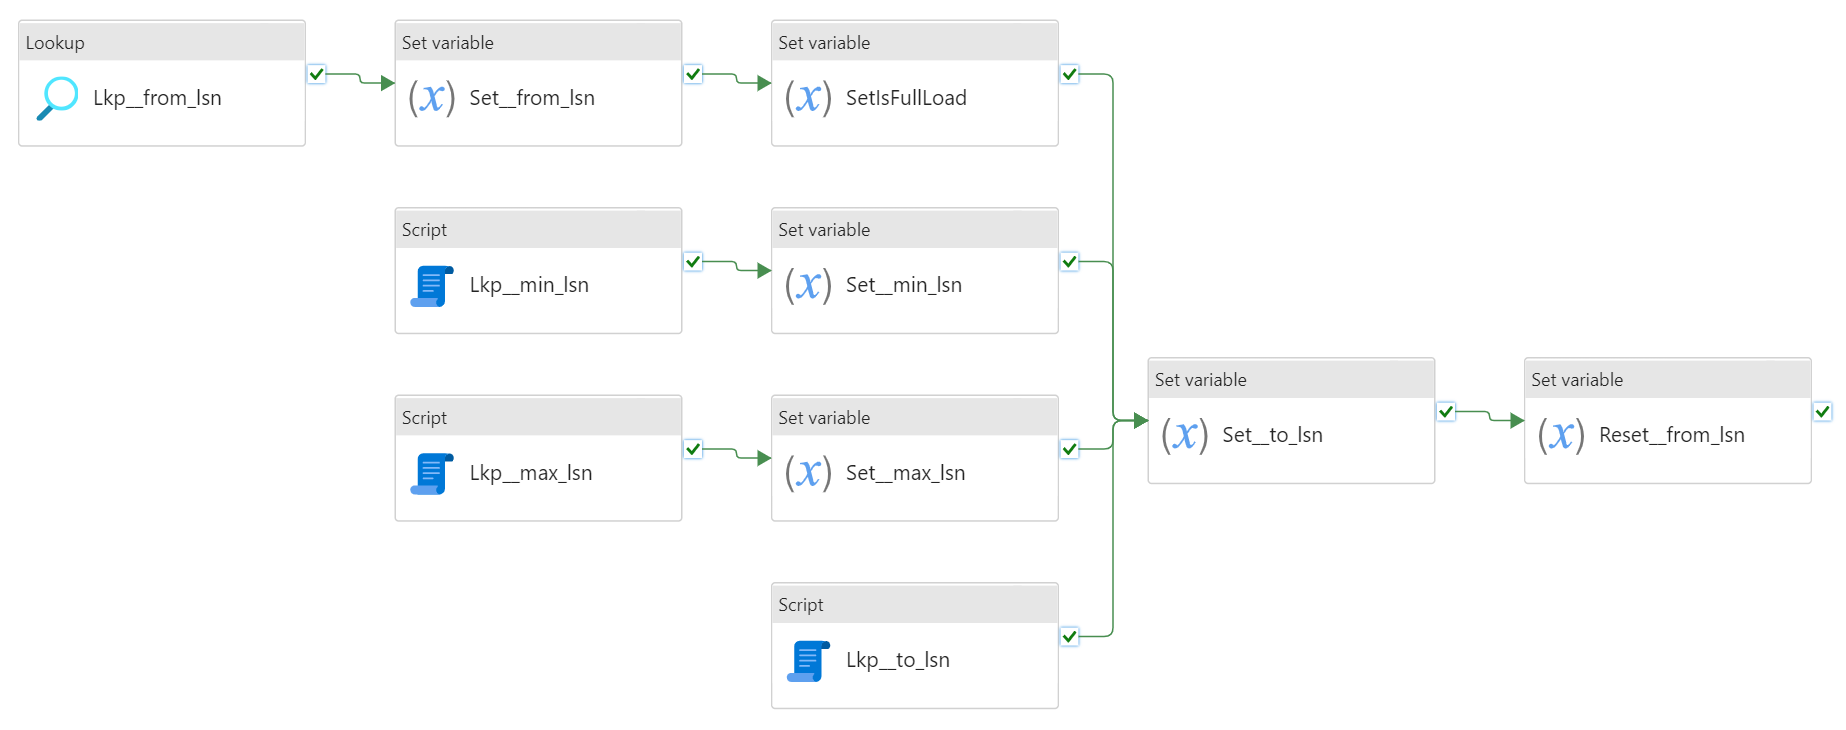 Lookup
Lkp__from_lsn
Set variable
(x) Set__from_lsn
Set variable
(x) SetIsFullLoad
Script
Lkp__min_lsn
Set variable
(x) Set__min_lsn
Script
Lkp__max_lsn
Set variable
(x) Set__max_lsn
Script
Lkp__to_lsn
Set variable
(x) Set__to_lsn
Set variable
(x) Reset__from_lsn